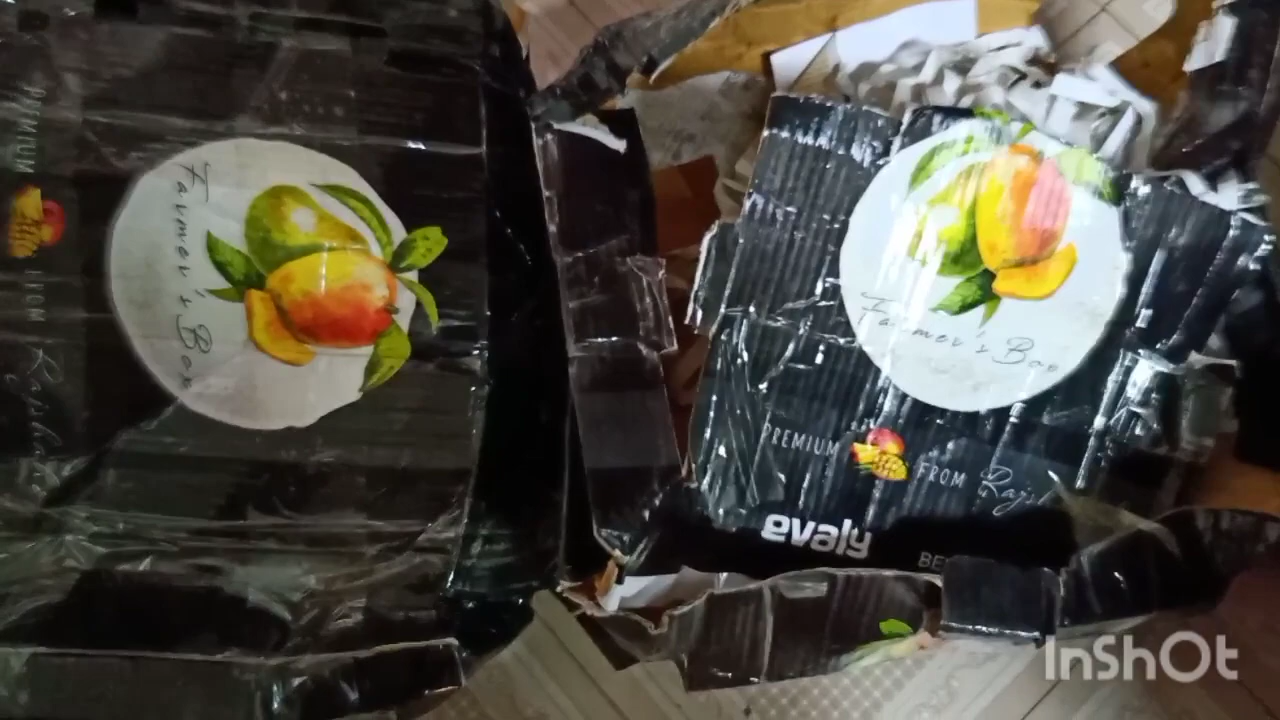 Farmer's Box
PREMIUM
FROM
Farmer's Box
PREMIUM FROM
evaly
InShOt